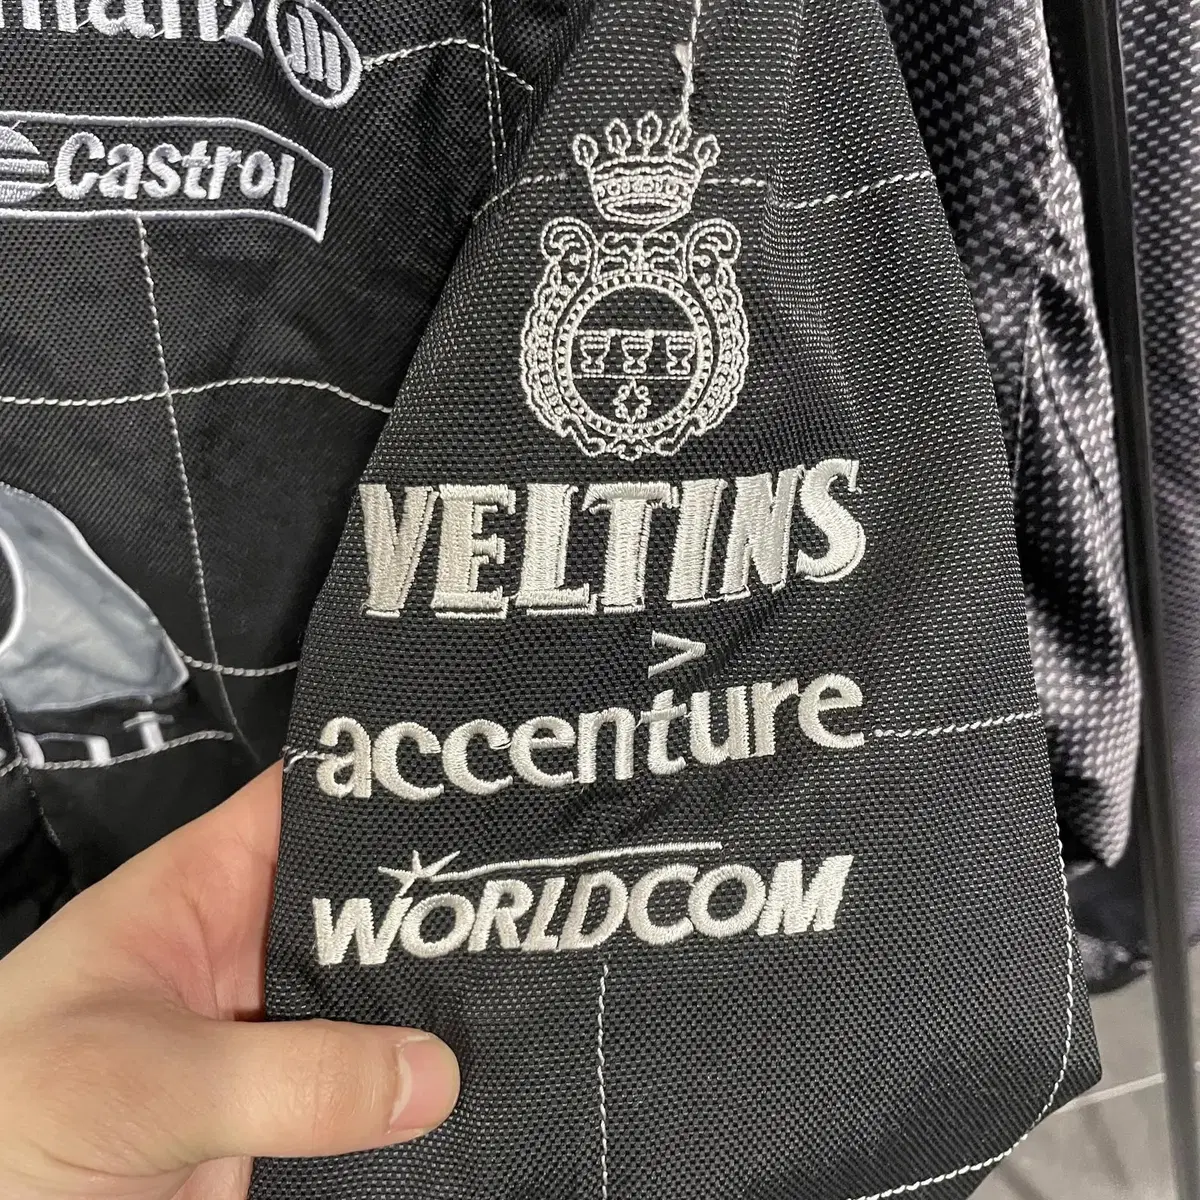 Castrol
VELTINS
>
accenture
WORLDCOM